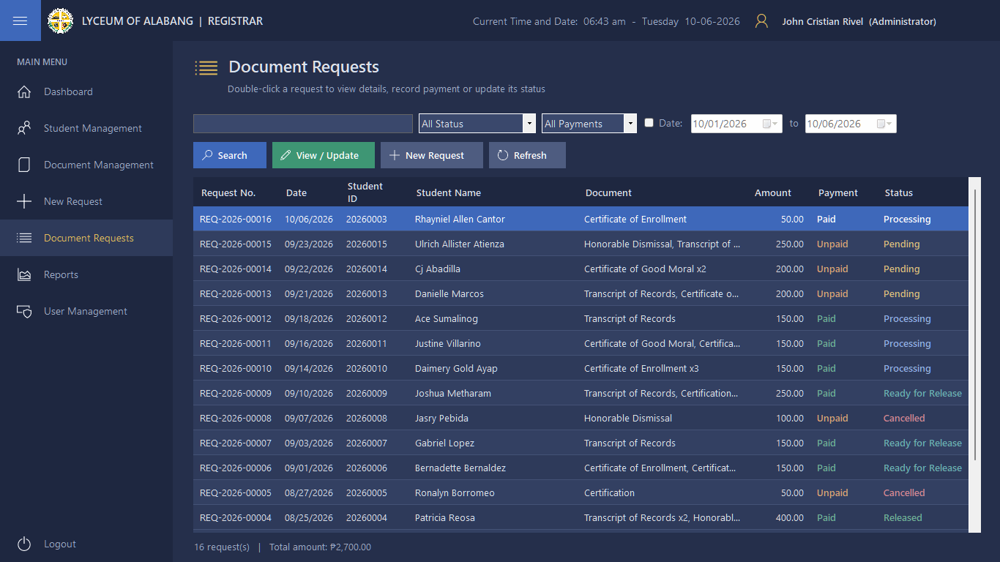 LYCEUM OF ALABANG | REGISTRAR
Current Time and Date: 06:43 am - Tuesday 10-06-2026
John Cristian Rivel (Administrator)
MAIN MENU
Dashboard
Student Management
Document Management
New Request
Document Requests
Reports
User Management
Logout
Document Requests
Double-click a request to view details, record payment or update its status
All Status
All Payments
Date: 10/01/2026 to 10/06/2026
Search
View / Update
New Request
Refresh
Request No. Date Student ID Student Name Document Amount Payment Status
REQ-2026-00016 10/06/2026 20260003 Rhayniel Allen Cantor Certificate of Enrollment 50.00 Paid Processing
REQ-2026-00015 09/23/2026 20260015 Ulrich Allister Atienza Honorable Dismissal, Transcript of ... 250.00 Unpaid Pending
REQ-2026-00014 09/22/2026 20260014 Cj Abadilla Certificate of Good Moral x2 200.00 Unpaid Pending
REQ-2026-00013 09/21/2026 20260013 Danielle Marcos Transcript of Records, Certificate o... 200.00 Unpaid Pending
REQ-2026-00012 09/18/2026 20260012 Ace Sumalinog Transcript of Records 150.00 Paid Processing
REQ-2026-00011 09/16/2026 20260011 Justine Villarino Certificate of Good Moral, Certifica... 150.00 Paid Processing
REQ-2026-00010 09/14/2026 20260010 Daimery Gold Ayap Certificate of Enrollment x3 150.00 Paid Processing
REQ-2026-00009 09/10/2026 20260009 Joshua Metharam Transcript of Records, Certification... 250.00 Paid Ready for Release
REQ-2026-00008 09/07/2026 20260008 Jasry Pebida Honorable Dismissal 100.00 Unpaid Cancelled
REQ-2026-00007 09/03/2026 20260007 Gabriel Lopez Transcript of Records 150.00 Paid Ready for Release
REQ-2026-00006 09/01/2026 20260006 Bernadette Bernaldez Certificate of Enrollment, Certificat... 150.00 Paid Ready for Release
REQ-2026-00005 08/27/2026 20260005 Ronalyn Borromeo Certification 50.00 Unpaid Cancelled
REQ-2026-00004 08/25/2026 20260004 Patricia Reosa Transcript of Records x2, Honorabl... 400.00 Paid Released
16 request(s) | Total amount: ₱2,700.00